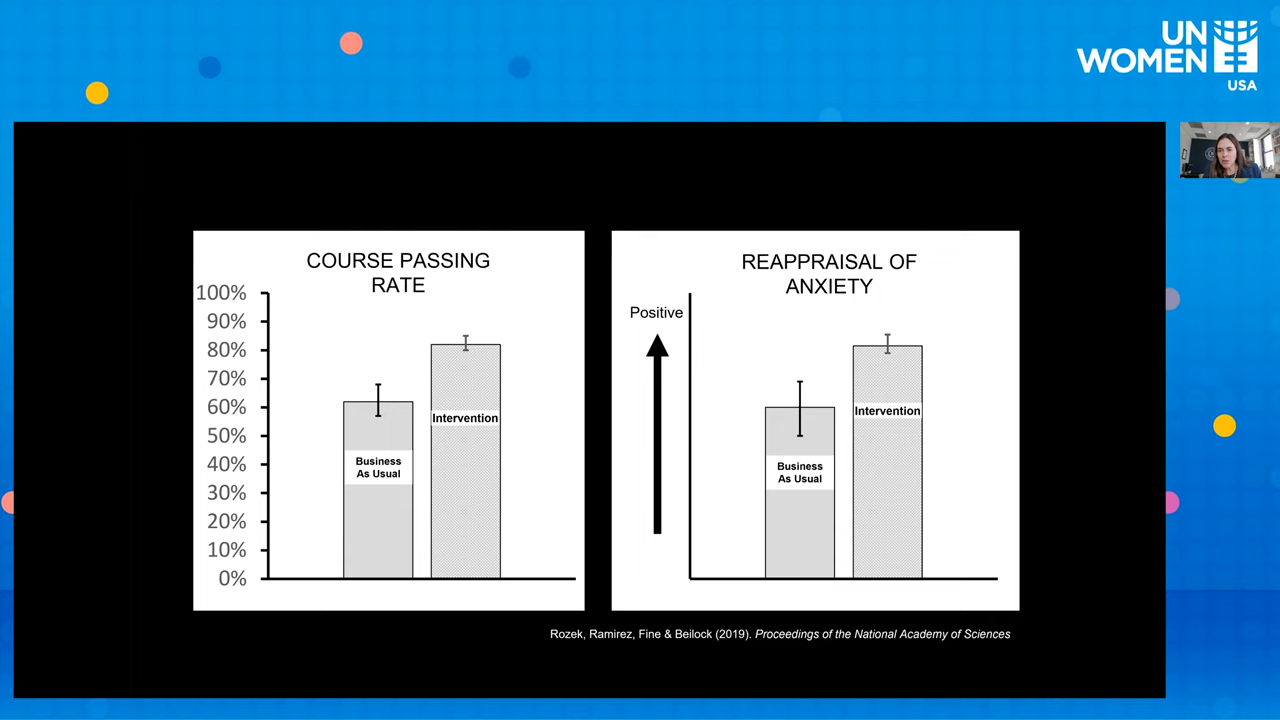 UN
WOMEN
USA
COURSE PASSING
RATE
100%
90%
80%
70%
60%
50%
40%
30%
20%
10%
0%
Business
As Usual
Intervention
REAPPRAISAL OF
ANXIETY
Positive
Business
As Usual
Intervention
Rozek, Ramirez, Fine & Beilock (2019). Proceedings of the National Academy of Sciences